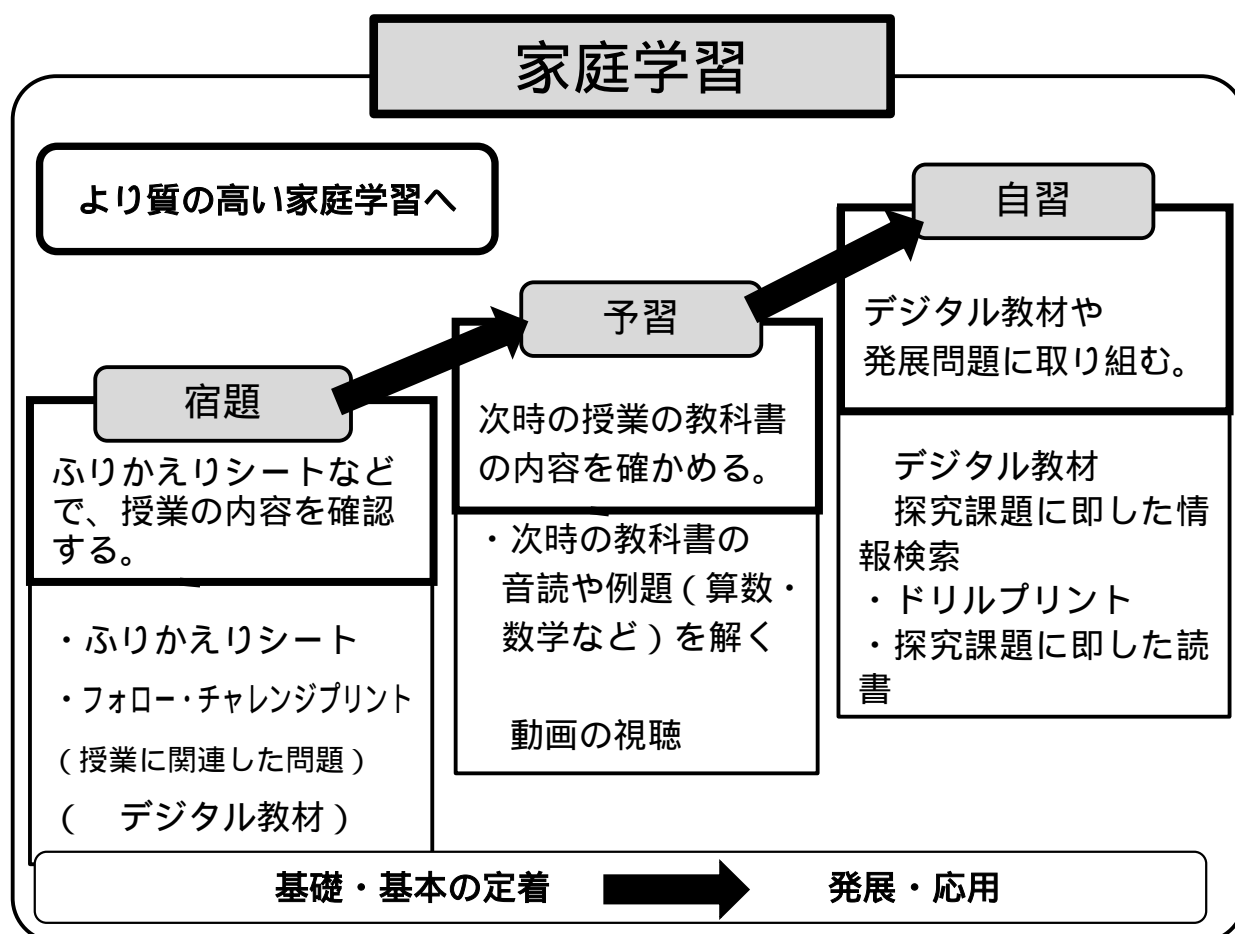 家庭学習
より質の高い家庭学習へ
宿題
ふりかえりシートなど
で、授業の内容を確認
する。
・ふりかえりシート
・フォロー・チャレンジプリント
(授業に関連した問題)
(　デジタル教材)
予習
次時の授業の教科書
の内容を確かめる。
・次時の教科書の
音読や例題(算数・
数学など)を解く
動画の視聴
自習
デジタル教材や
発展問題に取り組む。
デジタル教材
探究課題に即した情
報検索
・ドリルプリント
・探究課題に即した読
書
基礎・基本の定着
発展・応用